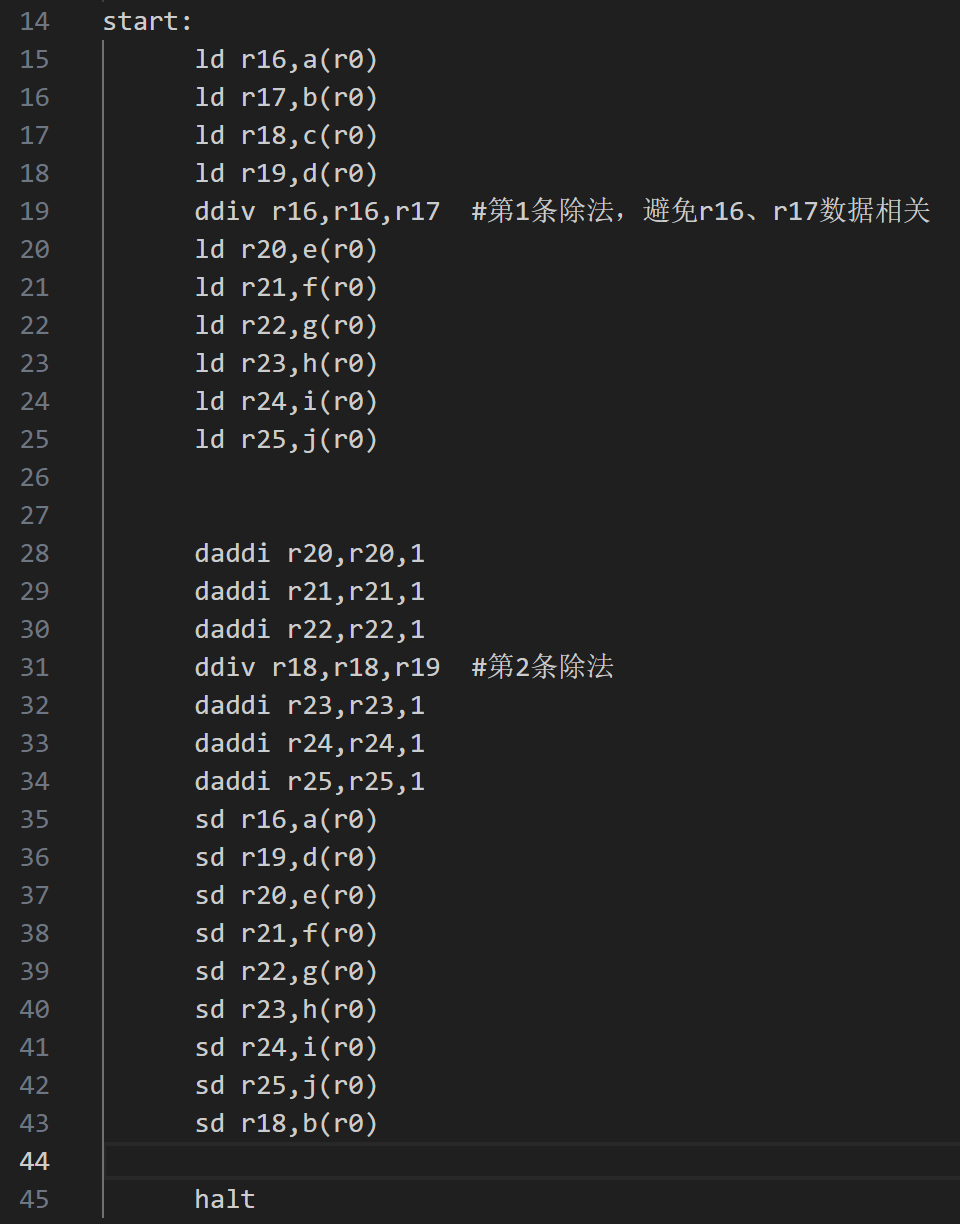 14 start:
15 ld r16,a(r0)
16 ld r17,b(r0)
17 ld r18,c(r0)
18 ld r19,d(r0)
19 ddiv r16,r16,r17 #第1条除法，避免r16、r17数据相关
20 ld r20,e(r0)
21 ld r21,f(r0)
22 ld r22,g(r0)
23 ld r23,h(r0)
24 ld r24,i(r0)
25 ld r25,j(r0)
26
27
28 daddi r20,r20,1
29 daddi r21,r21,1
30 daddi r22,r22,1
31 ddiv r18,r18,r19 #第2条除法
32 daddi r23,r23,1
33 daddi r24,r24,1
34 daddi r25,r25,1
35 sd r16,a(r0)
36 sd r19,d(r0)
37 sd r20,e(r0)
38 sd r21,f(r0)
39 sd r22,g(r0)
40 sd r23,h(r0)
41 sd r24,i(r0)
42 sd r25,j(r0)
43 sd r18,b(r0)
44
45 halt